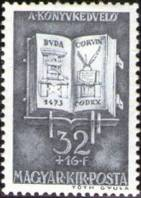 A·KÖNYVKEDVELŐ
BUDA CORVIN
1473 CODEX
32
+16·F
MAGYAR·KIR·POSTA
TÓTH GYULA